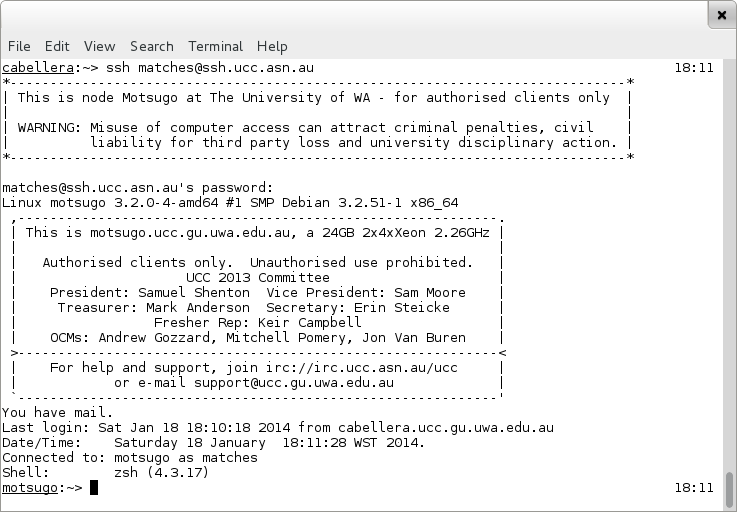 File Edit View Search Terminal Help
cabellera:~> ssh matches@ssh.ucc.asn.au 18:11
*----------------------------------------------------------------------------*
| This is node Motsugo at The University of WA - for authorised clients only |
| |
| WARNING: Misuse of computer access can attract criminal penalties, civil |
| liability for third party loss and university disciplinary action. |
*----------------------------------------------------------------------------*
matches@ssh.ucc.asn.au's password:
Linux motsugo 3.2.0-4-amd64 #1 SMP Debian 3.2.51-1 x86_64
,-----------------------------------------------------------.
| This is motsugo.ucc.gu.uwa.edu.au, a 24GB 2x4xXeon 2.26GHz |
| |
| Authorised clients only. Unauthorised use prohibited. |
| UCC 2013 Committee |
| President: Samuel Shenton Vice President: Sam Moore |
| Treasurer: Mark Anderson Secretary: Erin Steicke |
| Fresher Rep: Keir Campbell |
| OCMs: Andrew Gozzard, Mitchell Pomery, Jon Van Buren |
>-----------------------------------------------------------<
| For help and support, join irc://irc.ucc.asn.au/ucc |
| or e-mail support@ucc.gu.uwa.edu.au |
`-----------------------------------------------------------'
You have mail.
Last login: Sat Jan 18 18:10:18 2014 from cabellera.ucc.gu.uwa.edu.au
Date/Time: Saturday 18 January 18:11:28 WST 2014.
Connected to: motsugo as matches
Shell: zsh (4.3.17)
motsugo:~> 18:11